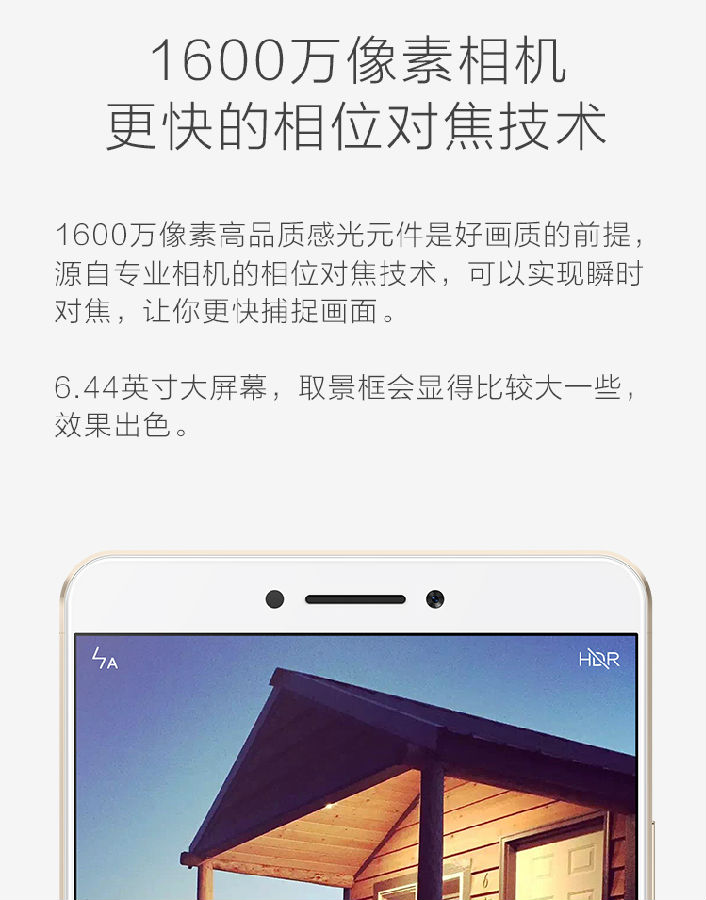 1600万像素相机
更快的相位对焦技术
1600万像素高品质感光元件是好画质的前提，
源自专业相机的相位对焦技术，可以实现瞬时
对焦，让你更快捕捉画面。
6.44英寸大屏幕，取景框会显得比较大一些，
效果出色。
A
HDR
6